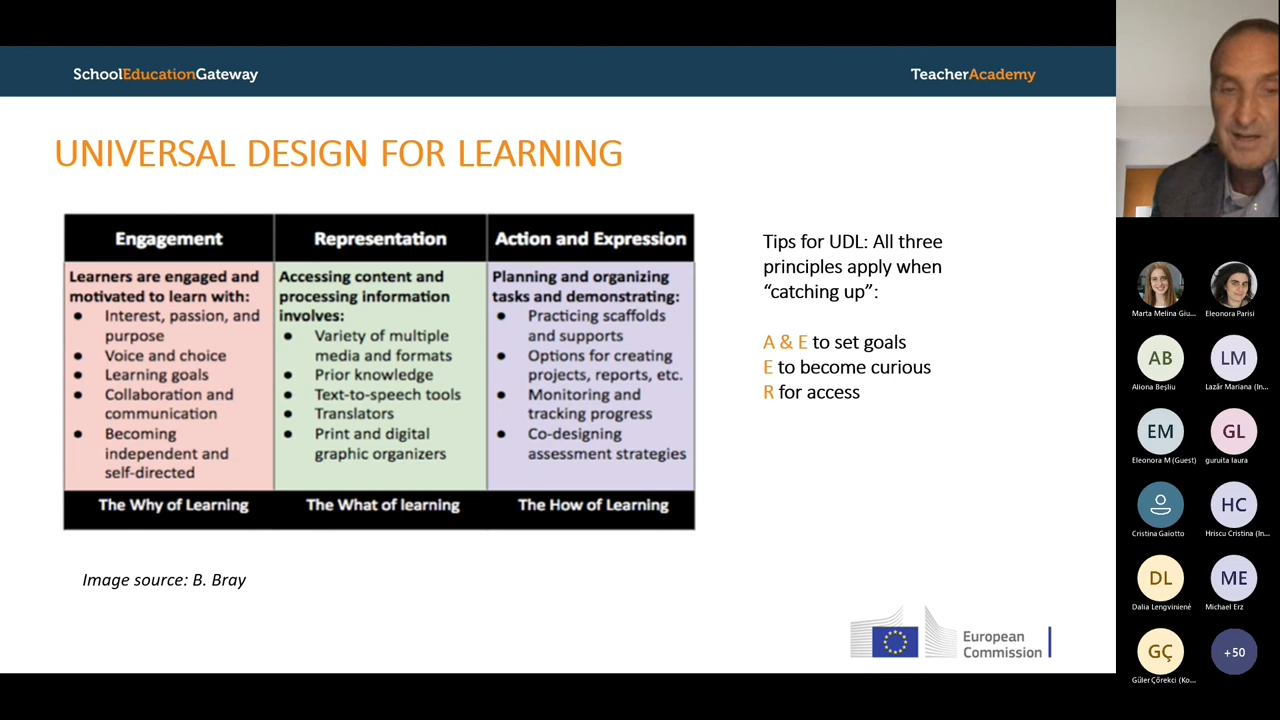 SchoolEducationGateway
TeacherAcademy
UNIVERSAL DESIGN FOR LEARNING
Engagement
Learners are engaged and
motivated to learn with:
● Interest, passion, and
purpose
● Voice and choice
● Learning goals
● Collaboration and
communication
● Becoming
independent and
self-directed
The Why of Learning
Representation
Accessing content and
processing information
involves:
● Variety of multiple
media and formats
● Prior knowledge
● Text-to-speech tools
● Translators
● Print and digital
graphic organizers
The What of learning
Action and Expression
Planning and organizing
tasks and demonstrating:
● Practicing scaffolds
and supports
● Options for creating
projects, reports, etc.
● Monitoring and
tracking progress
● Co-designing
assessment strategies
The How of Learning
Tips for UDL: All three
principles apply when
“catching up”:
A & E to set goals
E to become curious
R for access
Image source: B. Bray
European
Commission
Marta Melina Giu...
Eleonora Parisi
AB
Aliona Beşliu
LM
Lazăr Mariana (In...
EM
Eleonora M (Guest)
GL
guruita laura
Cristina Gaiotto
HC
Hriscu Cristina (In...
DL
Dalia Lengvinienė
ME
Michael Erz
GÇ
Güler Çörekci (Ko...
+50